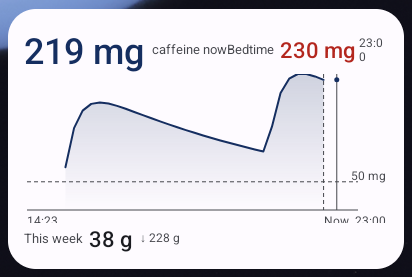 219 mg caffeine nowBedtime 230 mg 23:0
0
50 mg
14:23 Now 23:00
This week 38 g ↓ 228 g